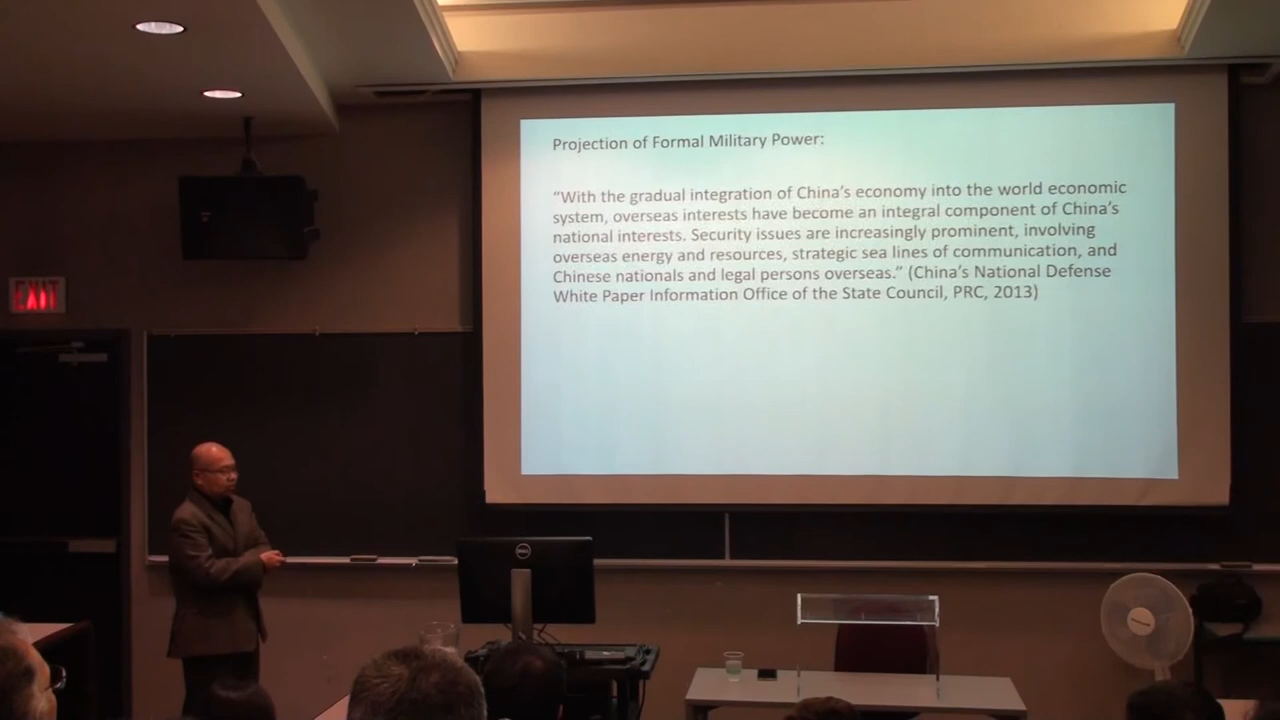 Projection of Formal Military Power:
“With the gradual integration of China’s economy into the world economic
system, overseas interests have become an integral component of China’s
national interests. Security issues are increasingly prominent, involving
overseas energy and resources, strategic sea lines of communication, and
Chinese nationals and legal persons overseas.” (China’s National Defense
White Paper Information Office of the State Council, PRC, 2013)
EXIT
DELL